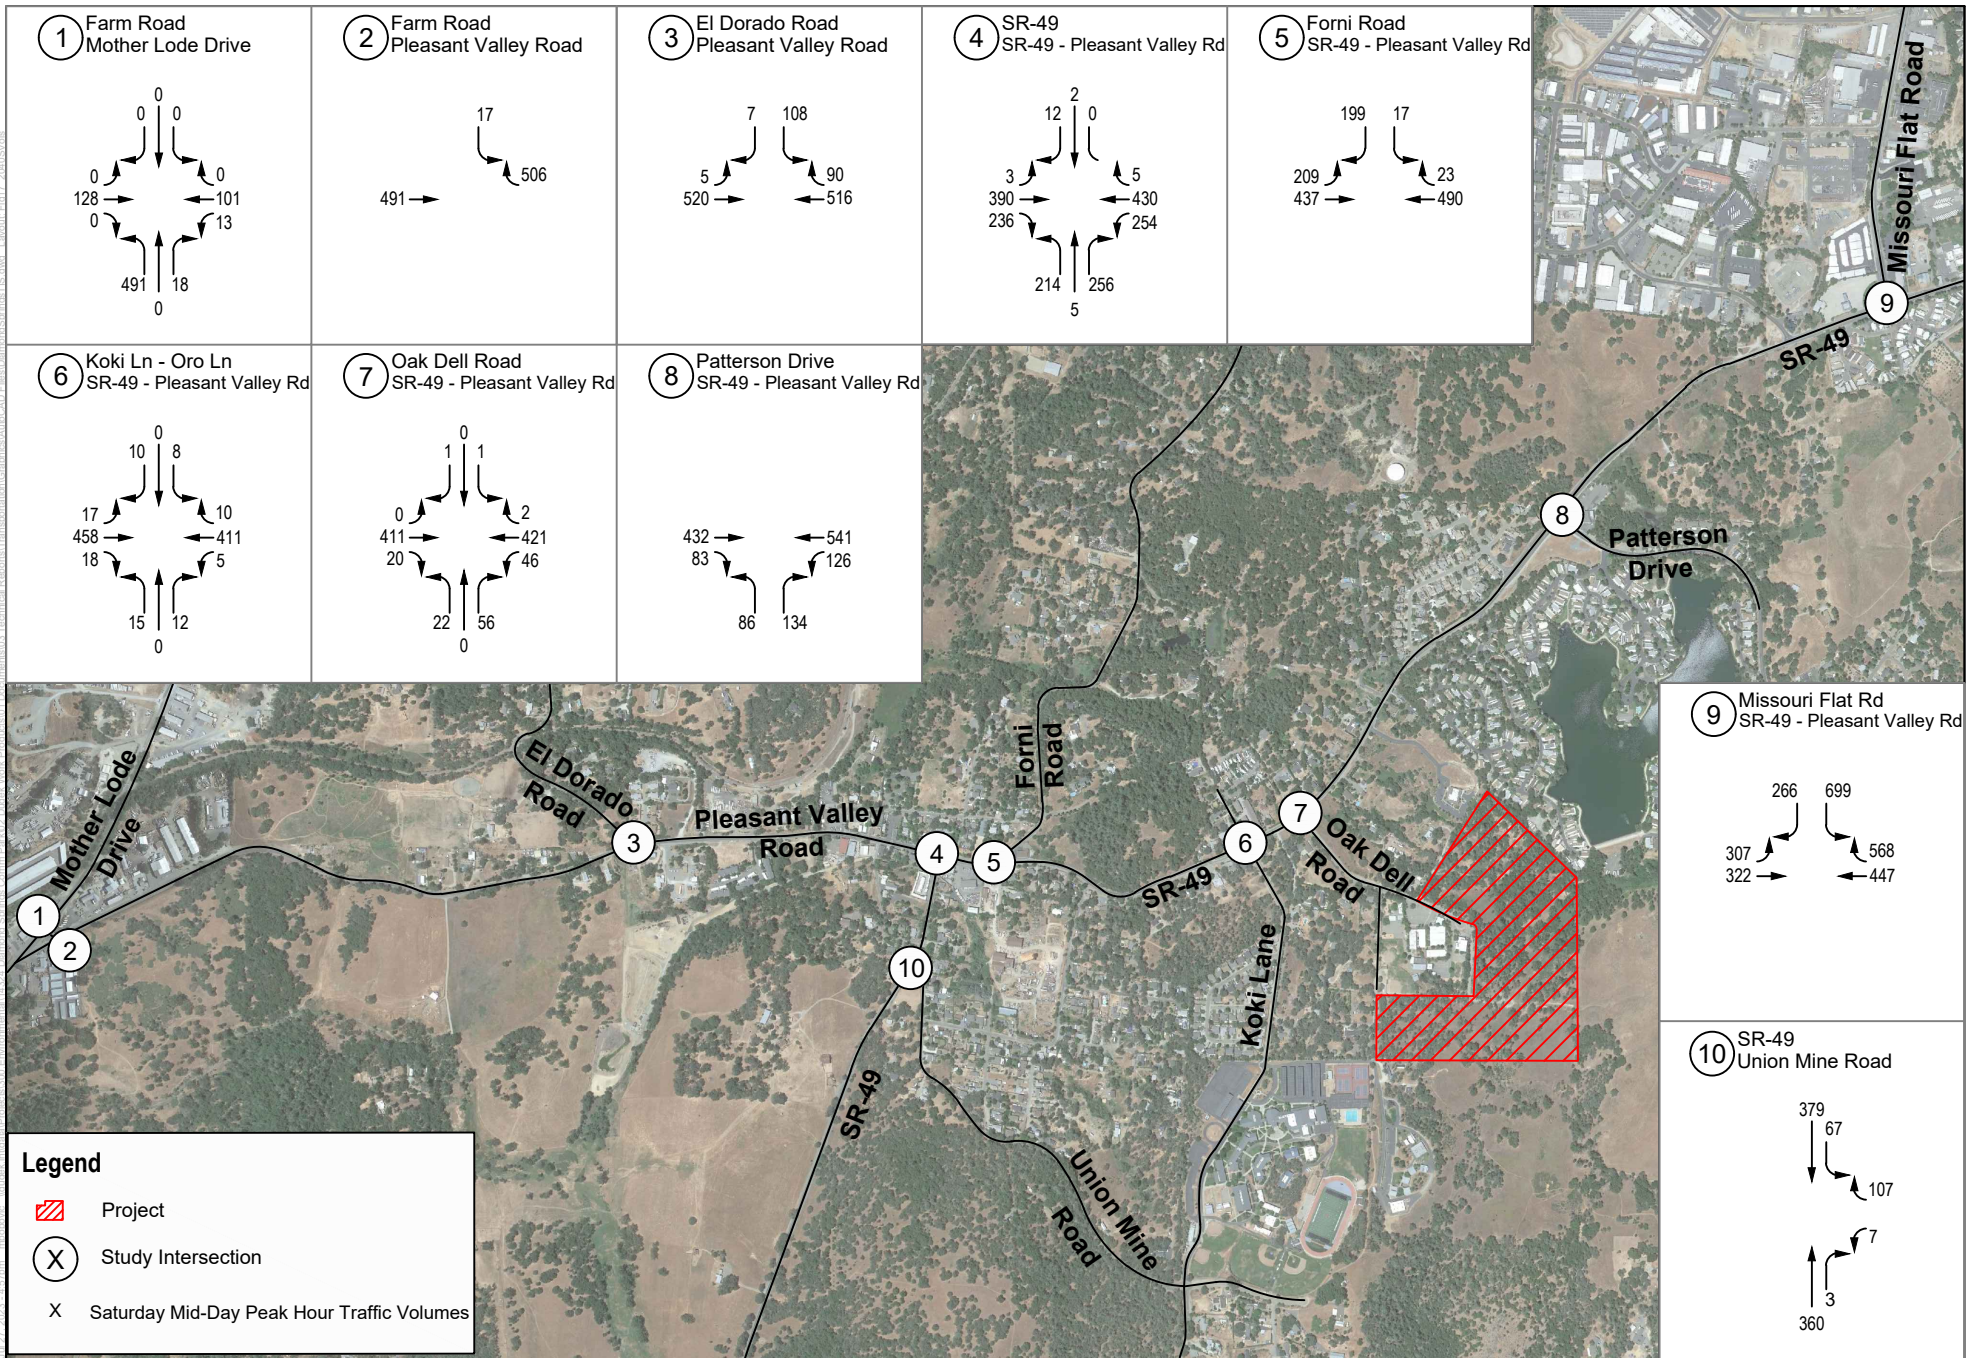 1
Farm Road
Mother Lode Drive
0
0 0
0 0
128 101
0 13
491 18
0
2
Farm Road
Pleasant Valley Road
17
506
491
3
El Dorado Road
Pleasant Valley Road
7 108
5 90
520 516
4
SR-49
SR-49 - Pleasant Valley Rd
2
12 0
3 5
390 430
236 254
214 256
5
5
Forni Road
SR-49 - Pleasant Valley Rd
199 17
209 23
437 490
6
Koki Ln - Oro Ln
SR-49 - Pleasant Valley Rd
0
10 8
17 10
458 411
18 5
15 12
0
7
Oak Dell Road
SR-49 - Pleasant Valley Rd
0
1 1
0 2
411 421
20 46
22 56
0
8
Patterson Drive
SR-49 - Pleasant Valley Rd
432 541
83 126
86 134
9
Missouri Flat Rd
SR-49 - Pleasant Valley Rd
266 699
307 568
322 447
10
SR-49
Union Mine Road
379
67
107
7
3
360
Missouri Flat Road
9
SR-49
8
Patterson
Drive
Forni
Road
El Dorado
Road
Mother Lode
Drive
3
Pleasant Valley
Road
4
5
SR-49
6
7
Oak Dell
Road
1
2
10
Koki Lane
SR-49
Union Mine
Road
Legend
Project
X
Study Intersection
X
Saturday Mid-Day Peak Hour Traffic Volumes